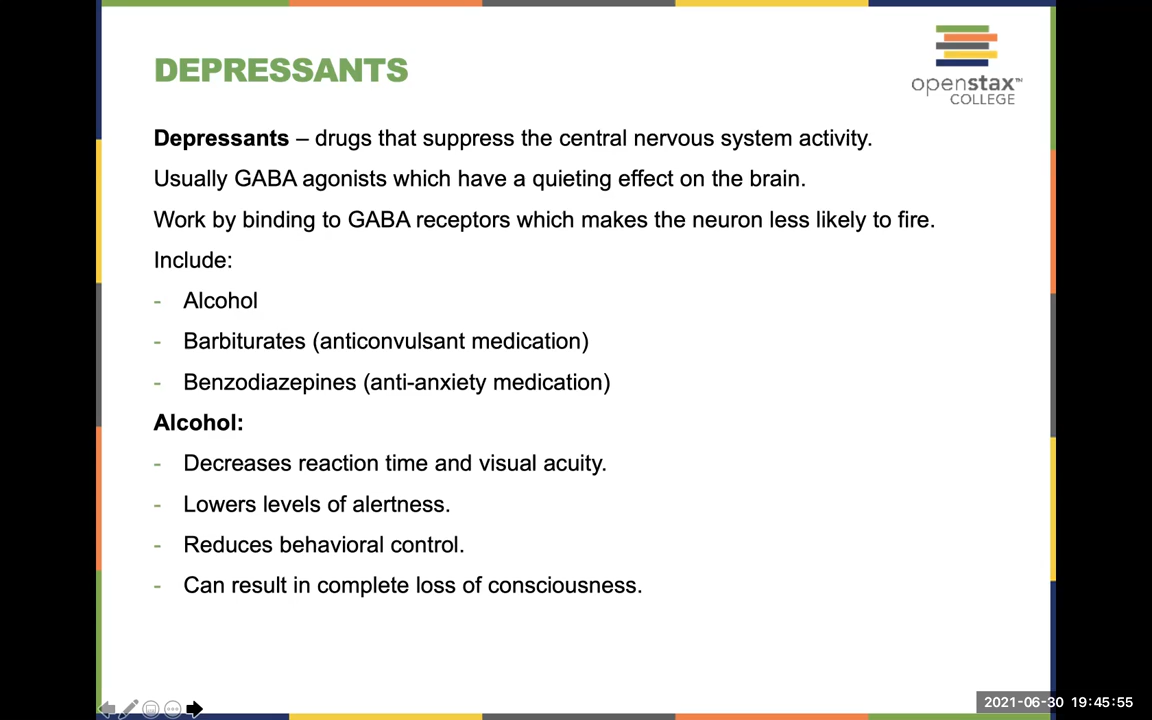 DEPRESSANTS
openstax™
COLLEGE
Depressants – drugs that suppress the central nervous system activity.
Usually GABA agonists which have a quieting effect on the brain.
Work by binding to GABA receptors which makes the neuron less likely to fire.
Include:
- Alcohol
- Barbiturates (anticonvulsant medication)
- Benzodiazepines (anti-anxiety medication)
Alcohol:
- Decreases reaction time and visual acuity.
- Lowers levels of alertness.
- Reduces behavioral control.
- Can result in complete loss of consciousness.
2021-06-30 19:45:55